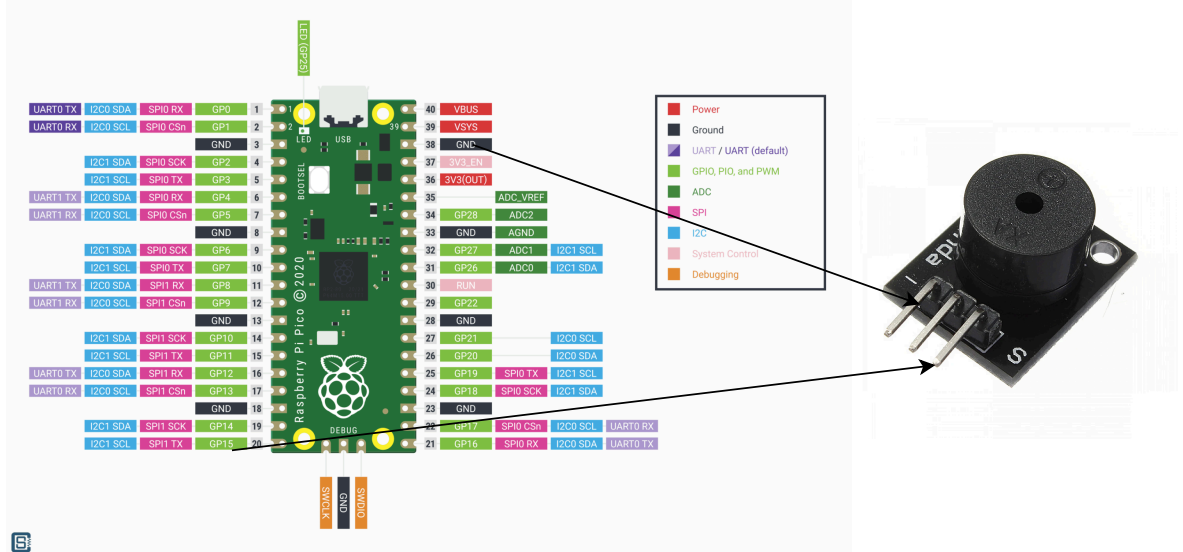 LED (GP25)
UART0 TX I2C0 SDA SPI0 RX GP0 1
UART0 RX I2C0 SCL SPI0 CSn GP1 2
GND 3
I2C1 SDA SPI0 SCK GP2 4
I2C1 SCL SPI0 TX GP3 5
UART1 TX I2C0 SDA SPI0 RX GP4 6
UART1 RX I2C0 SCL SPI0 CSn GP5 7
GND 8
I2C1 SDA SPI0 SCK GP6 9
I2C1 SCL SPI0 TX GP7 10
UART1 TX I2C0 SDA SPI1 RX GP8 11
UART1 RX I2C0 SCL SPI1 CSn GP9 12
GND 13
I2C1 SDA SPI1 SCK GP10 14
I2C1 SCL SPI1 TX GP11 15
UART0 TX I2C0 SDA SPI1 RX GP12 16
UART0 RX I2C0 SCL SPI1 CSn GP13 17
GND 18
I2C1 SDA SPI1 SCK GP14 19
I2C1 SCL SPI1 TX GP15 20
1
2
39
LED
USB
BOOTSEL
Raspberry Pi Pico © 2020
DEBUG
SWCLK
GND
SWDIO
40 VBUS
39 VSYS
38 GND
37 3V3_EN
36 3V3(OUT)
35 ADC_VREF
34 GP28 ADC2
33 GND AGND
32 GP27 ADC1 I2C1 SCL
31 GP26 ADC0 I2C1 SDA
30 RUN
29 GP22
28 GND
27 GP21 I2C0 SCL
26 GP20 I2C0 SDA
25 GP19 SPI0 TX I2C1 SCL
24 GP18 SPI0 SCK I2C1 SDA
23 GND
22 GP17 SPI0 CSn I2C0 SCL UART0 RX
21 GP16 SPI0 RX I2C0 SDA UART0 TX
Power
Ground
UART / UART (default)
GPIO, PIO, and PWM
ADC
SPI
I2C
System Control
Debugging
S